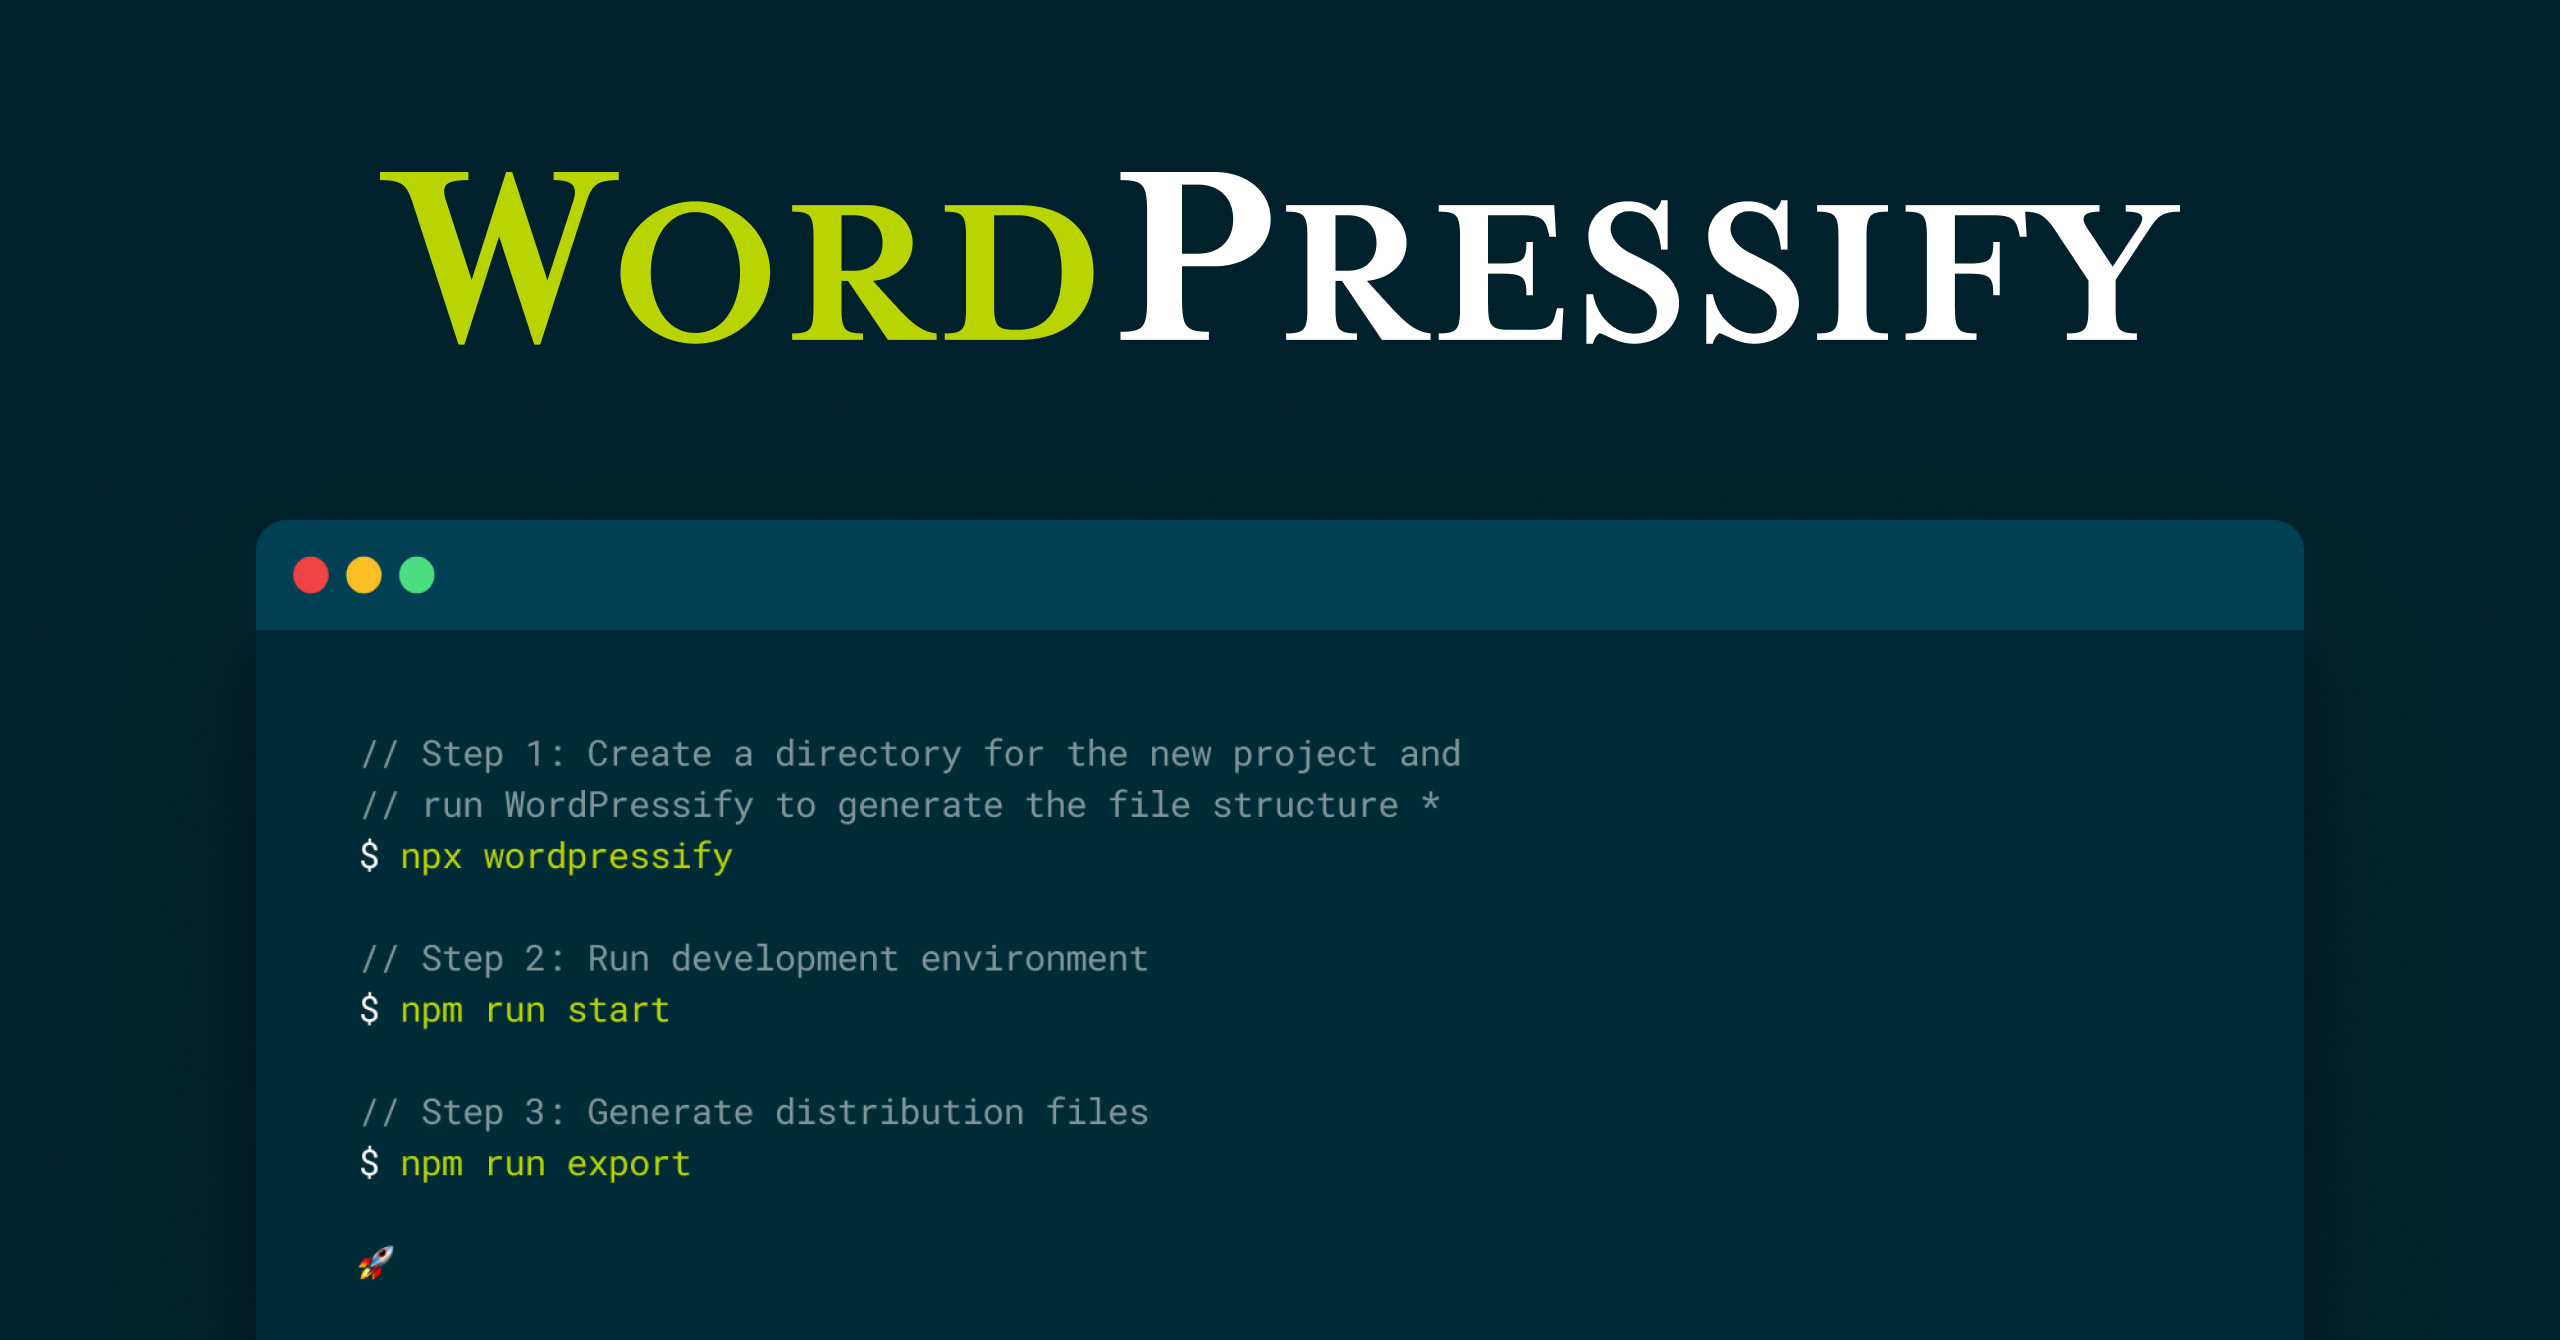 WordPressify
// Step 1: Create a directory for the new project and
// run WordPressify to generate the file structure *
$ npx wordpressify
// Step 2: Run development environment
$ npm run start
// Step 3: Generate distribution files
$ npm run export
🚀